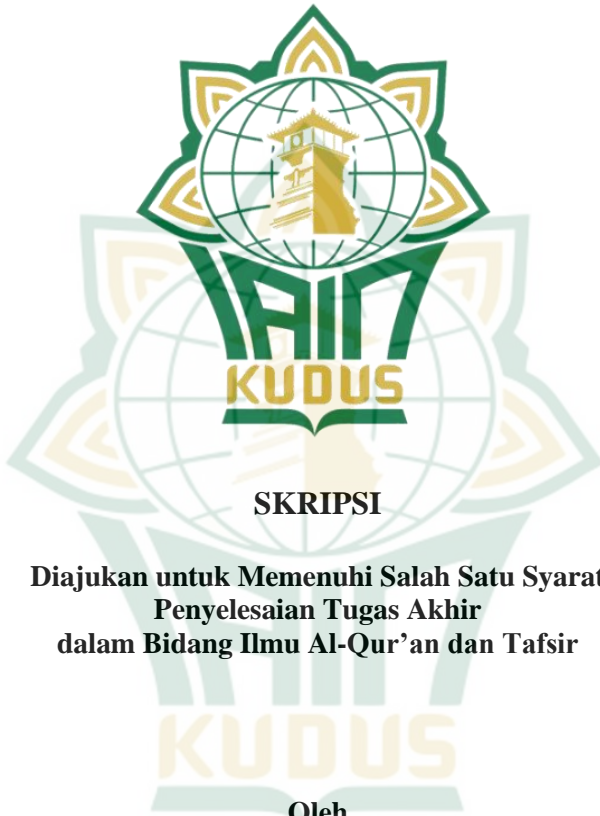 IAIN
KUDUS
SKRIPSI
Diajukan untuk Memenuhi Salah Satu Syarat
Penyelesaian Tugas Akhir
dalam Bidang Ilmu Al-Qur’an dan Tafsir
KUDUS
Oleh